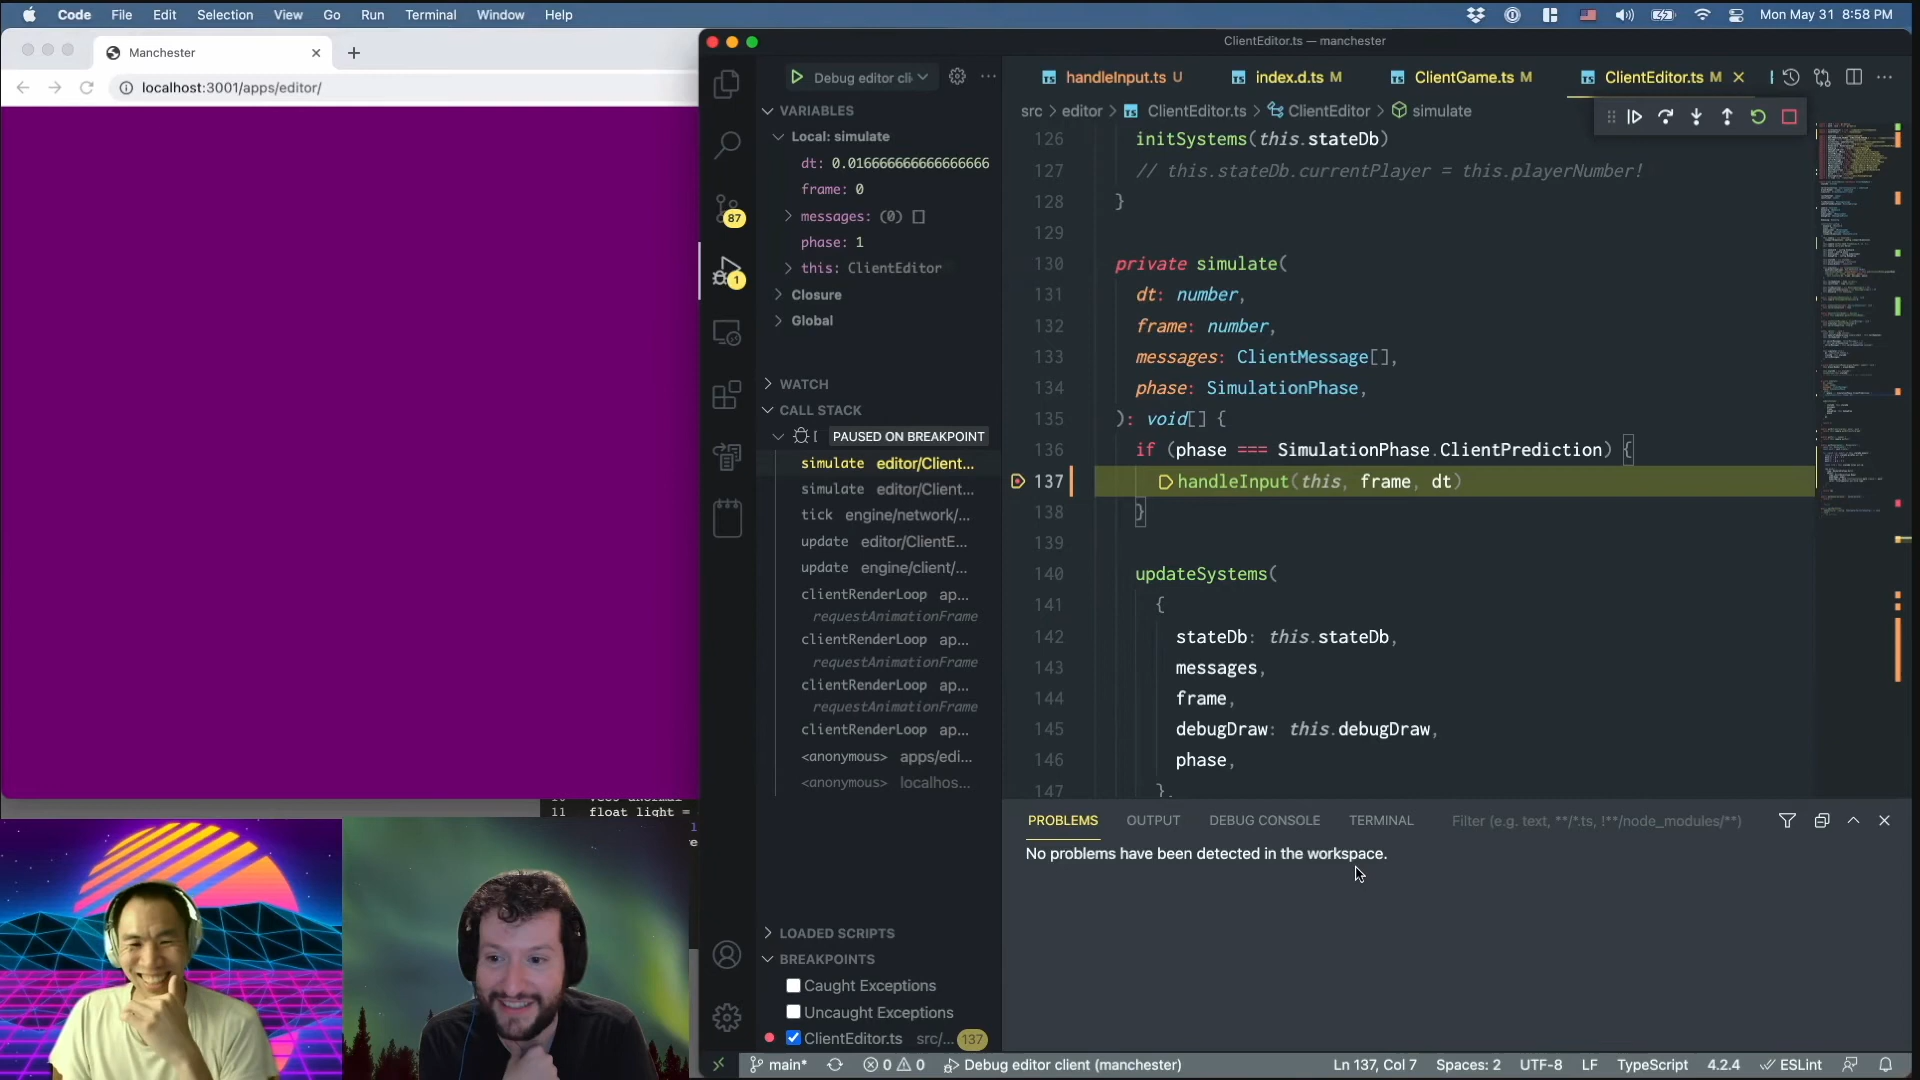 Code File Edit Selection View Go Run Terminal Window Help
Mon May 31 8:58 PM
Manchester
localhost:3001/apps/editor/
ClientEditor.ts — manchester
Debug editor cli
handleInput.ts U
index.d.ts M
ClientGame.ts M
ClientEditor.ts M
src > editor > ClientEditor.ts > ClientEditor > simulate
VARIABLES
Local: simulate
dt: 0.016666666666666666
frame: 0
messages: (0) []
phase: 1
this: ClientEditor
Closure
Global
WATCH
CALL STACK
PAUSED ON BREAKPOINT
simulate editor/Client...
simulate editor/Client...
tick engine/network/...
update editor/ClientE...
update engine/client/...
clientRenderLoop ap...
requestAnimationFrame
clientRenderLoop ap...
requestAnimationFrame
clientRenderLoop ap...
requestAnimationFrame
clientRenderLoop ap...
<anonymous> apps/edi...
<anonymous> localhos...
LOADED SCRIPTS
BREAKPOINTS
Caught Exceptions
Uncaught Exceptions
ClientEditor.ts src/... 137
87
1
126 initSystems(this.stateDb)
127 // this.stateDb.currentPlayer = this.playerNumber!
128 }
129
130 private simulate(
131 dt: number,
132 frame: number,
133 messages: ClientMessage[],
134 phase: SimulationPhase,
135 ): void[] {
136 if (phase === SimulationPhase.ClientPrediction) {
137 handleInput(this, frame, dt)
138 }
139
140 updateSystems(
141 {
142 stateDb: this.stateDb,
143 messages,
144 frame,
145 debugDraw: this.debugDraw,
146 phase,
147 },
PROBLEMS OUTPUT DEBUG CONSOLE TERMINAL
Filter (e.g. text, **/*.ts, !**/node_modules/**)
No problems have been detected in the workspace.
11 float light =
main* 0 0 Debug editor client (manchester)
Ln 137, Col 7 Spaces: 2 UTF-8 LF TypeScript 4.2.4 ESLint